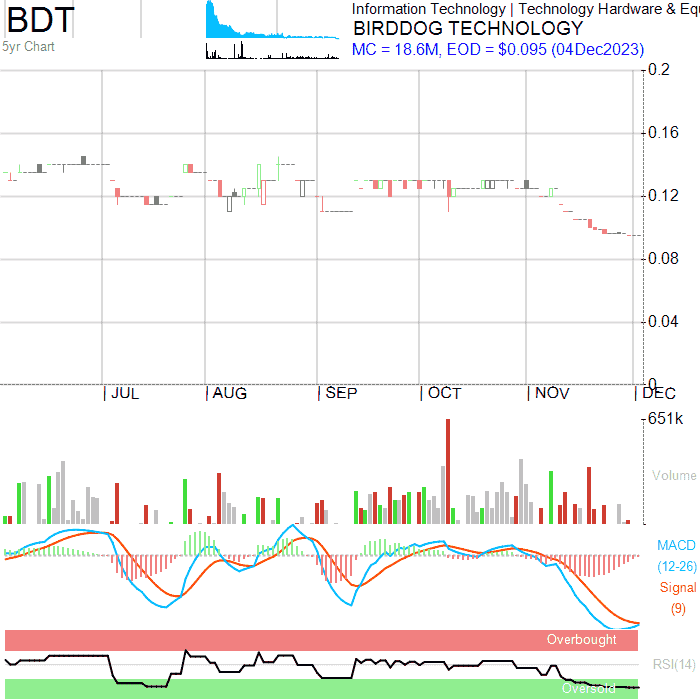 BDT
5yr Chart
Information Technology | Technology Hardware & Equ
BIRDDOG TECHNOLOGY
MC = 18.6M, EOD = $0.095 (04Dec2023)
0.2
0.16
0.12
0.08
0.04
0
| JUL | AUG | SEP | OCT | NOV | DEC
651k
Volume
MACD
(12-26)
Signal
(9)
Overbought
RSI(14)
Oversold